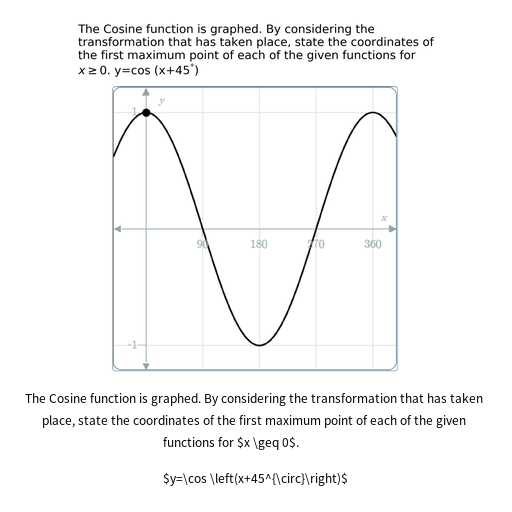 The Cosine function is graphed. By considering the
transformation that has taken place, state the coordinates of
the first maximum point of each of the given functions for
x ≥ 0. y=cos (x+45°)
y
1
x
90
180
270
360
-1
The Cosine function is graphed. By considering the transformation that has taken
place, state the coordinates of the first maximum point of each of the given
functions for $x \geq 0$.
$y=\cos \left(x+45^{\circ}\right)$